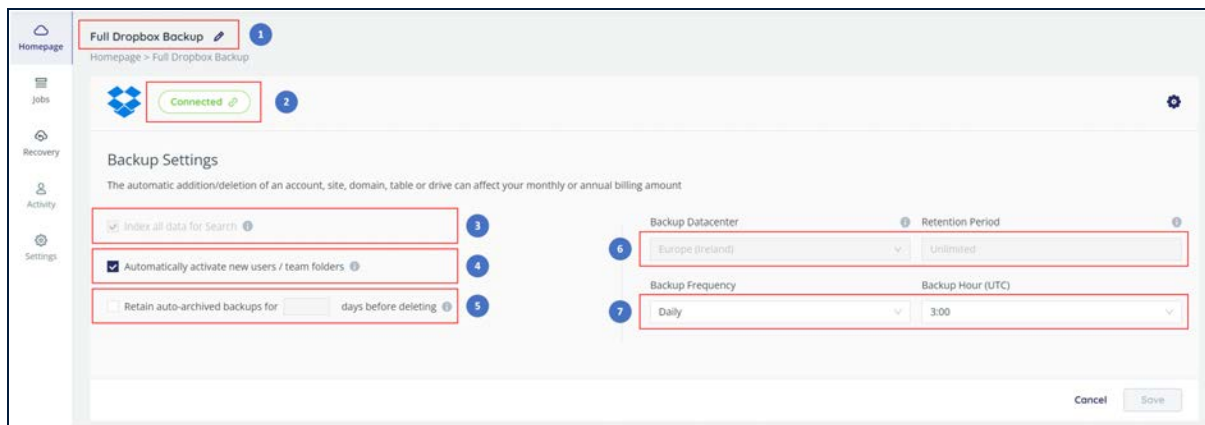 Homepage
Jobs
Recovery
Activity
Settings
Full Dropbox Backup
1
Homepage > Full Dropbox Backup
Connected
2
Backup Settings
The automatic addition/deletion of an account, site, domain, table or drive can affect your monthly or annual billing amount
Index all data for Search
3
Automatically activate new users / team folders
4
Retain auto-archived backups for days before deleting
5
Backup Datacenter Retention Period
6
Europe (Ireland) Unlimited
Backup Frequency Backup Hour (UTC)
7
Daily 3:00
Cancel Save